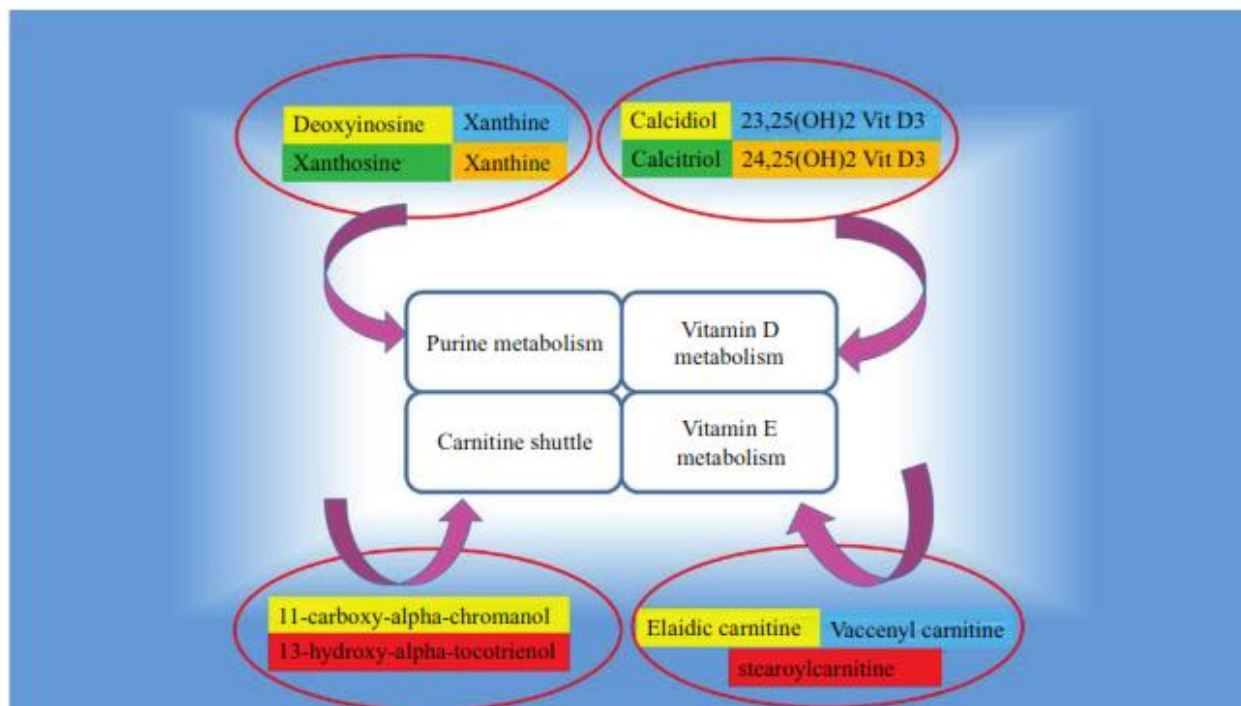 Deoxyinosine Xanthine
Xanthosine Xanthine
Calcidiol 23,25(OH)2 Vit D3
Calcitriol 24,25(OH)2 Vit D3
Purine metabolism
Vitamin D
metabolism
Carnitine shuttle
Vitamin E
metabolism
11-carboxy-alpha-chromanol
13-hydroxy-alpha-tocotrienol
Elaidic carnitine Vaccenyl carnitine
stearoylcarnitine